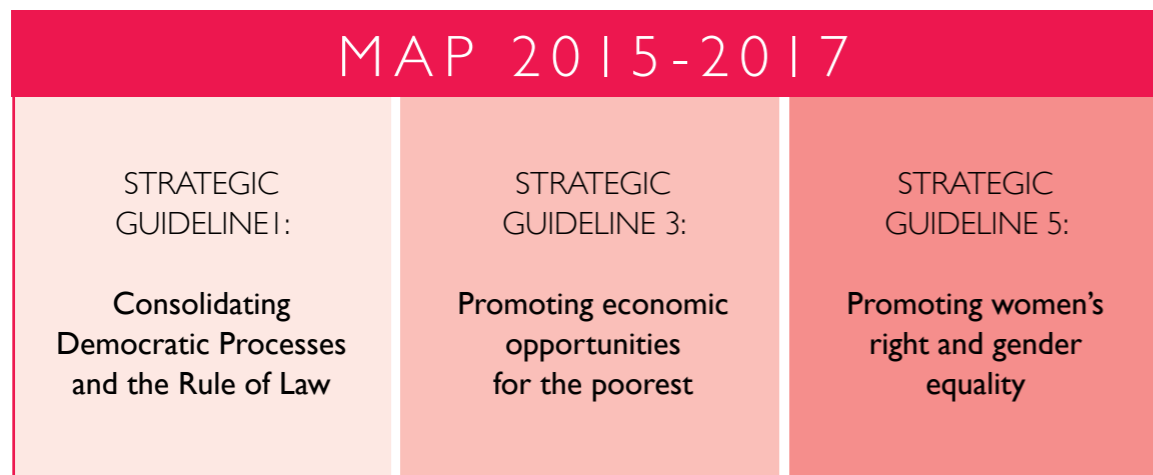 MAP 2015-2017
STRATEGIC
GUIDELINE1:
Consolidating
Democratic Processes
and the Rule of Law
STRATEGIC
GUIDELINE 3:
Promoting economic
opportunities
for the poorest
STRATEGIC
GUIDELINE 5:
Promoting women's
right and gender
equality